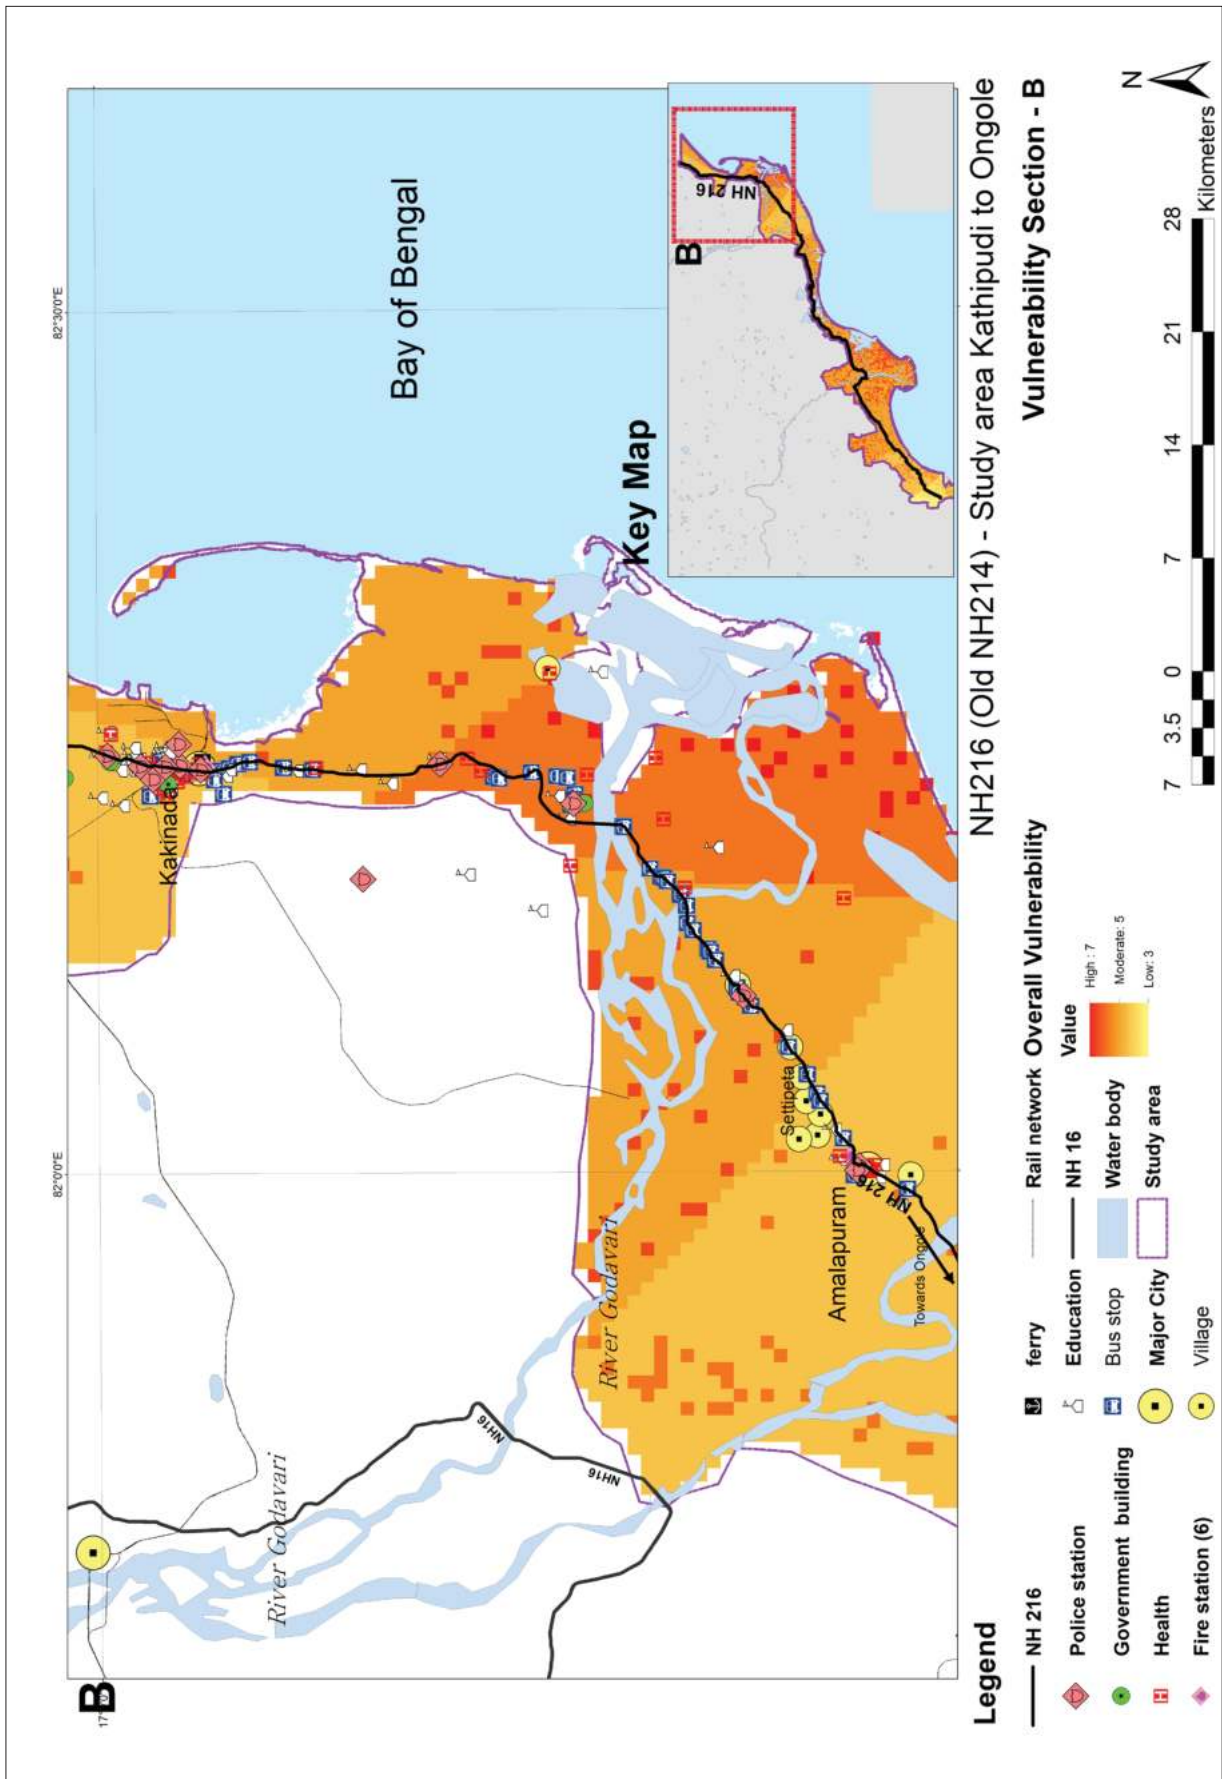 B
82°0'0"E
82°30'0"E
Kakinada
Bay of Bengal
River Godavari
NH16
NH16
River Godavari
Settipeta
Amalapuram
NH 216
Towards Ongole
Key Map
B
NH 216
NH216 (Old NH214) - Study area Kathipudi to Ongole
Vulnerability Section - B
Legend
NH 216
Police station
Government building
Health
Fire station (6)
ferry
Education
Bus stop
Major City
Village
Rail network
NH 16
Water body
Study area
Overall Vulnerability
Value
High : 7
Moderate: 5
Low: 3
N
7 3.5 0 7 14 21 28
Kilometers